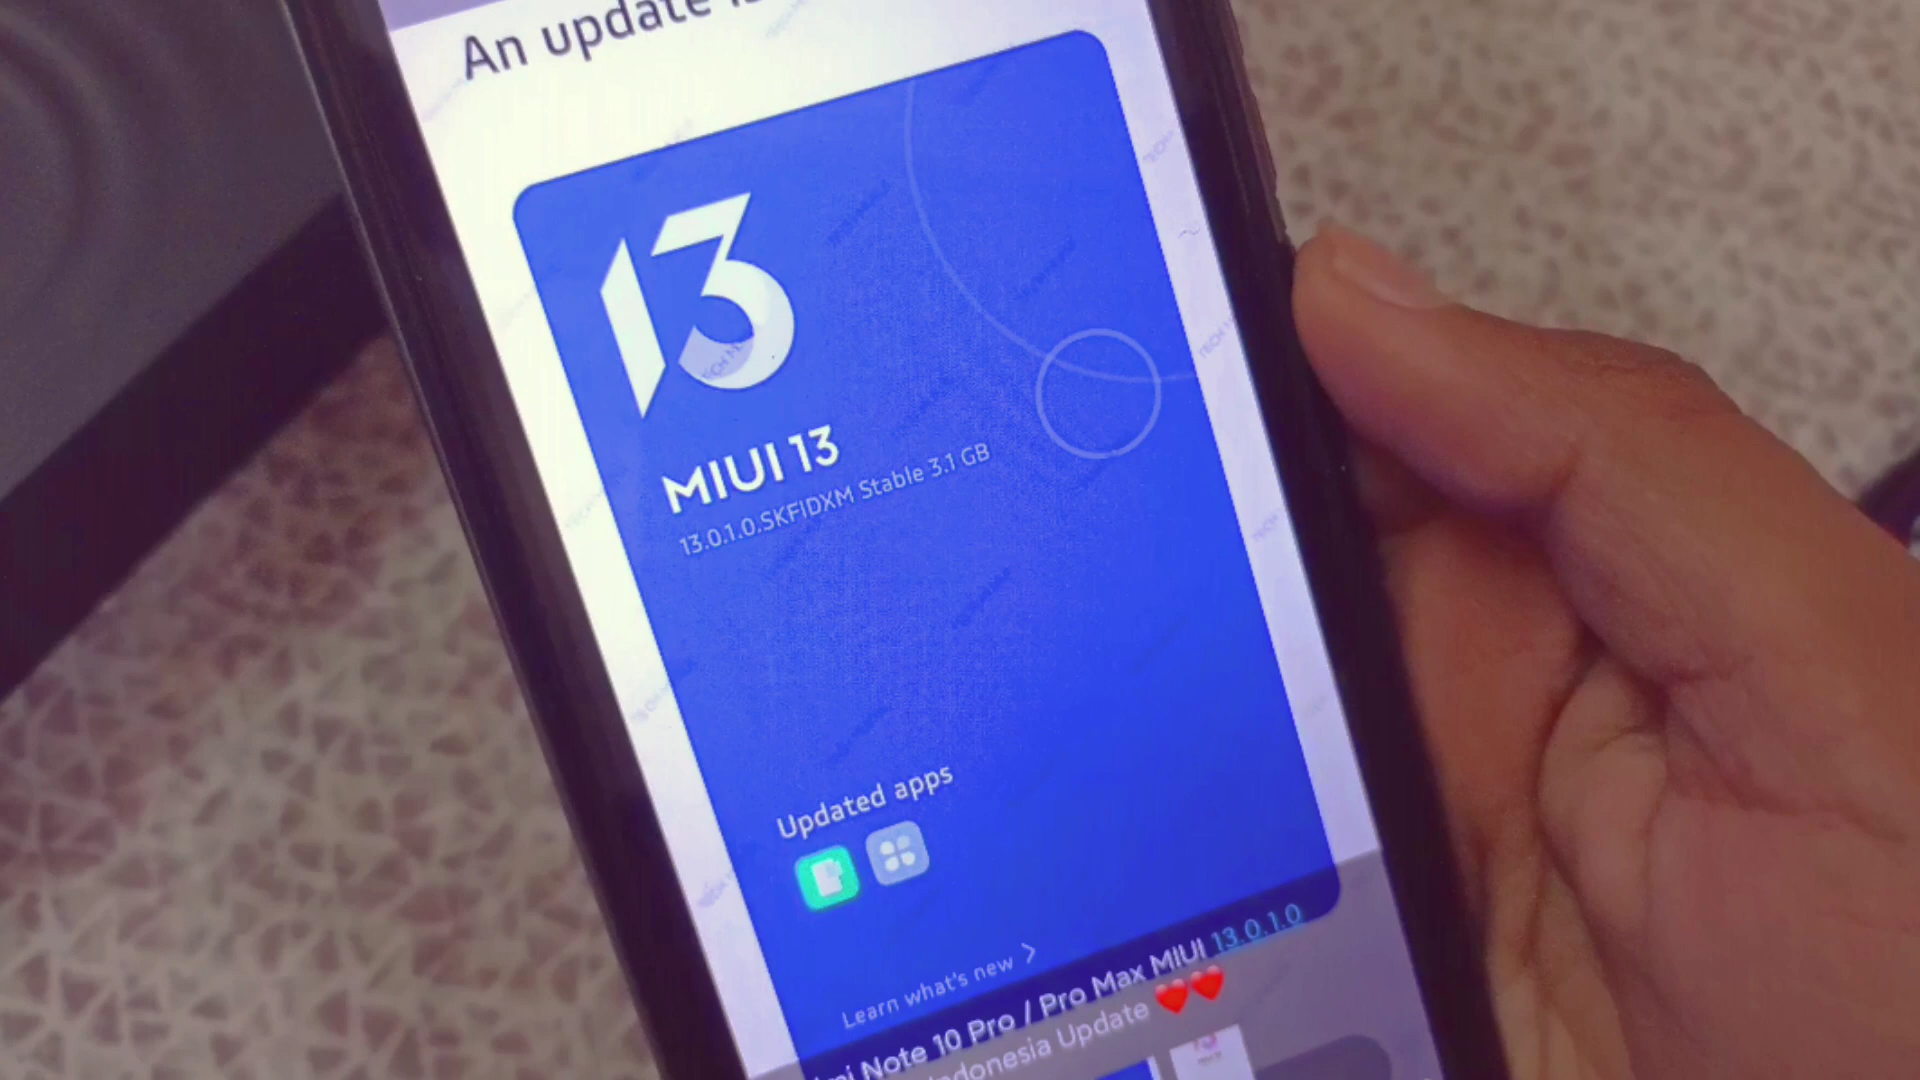 An update
13
MIUI 13
13.0.1.0.SKFIDXM Stable 3.1 GB
Updated apps
Learn what's new >
Note 10 Pro / Pro Max MIUI 13.0.1.0
Indonesia Update ❤️❤️